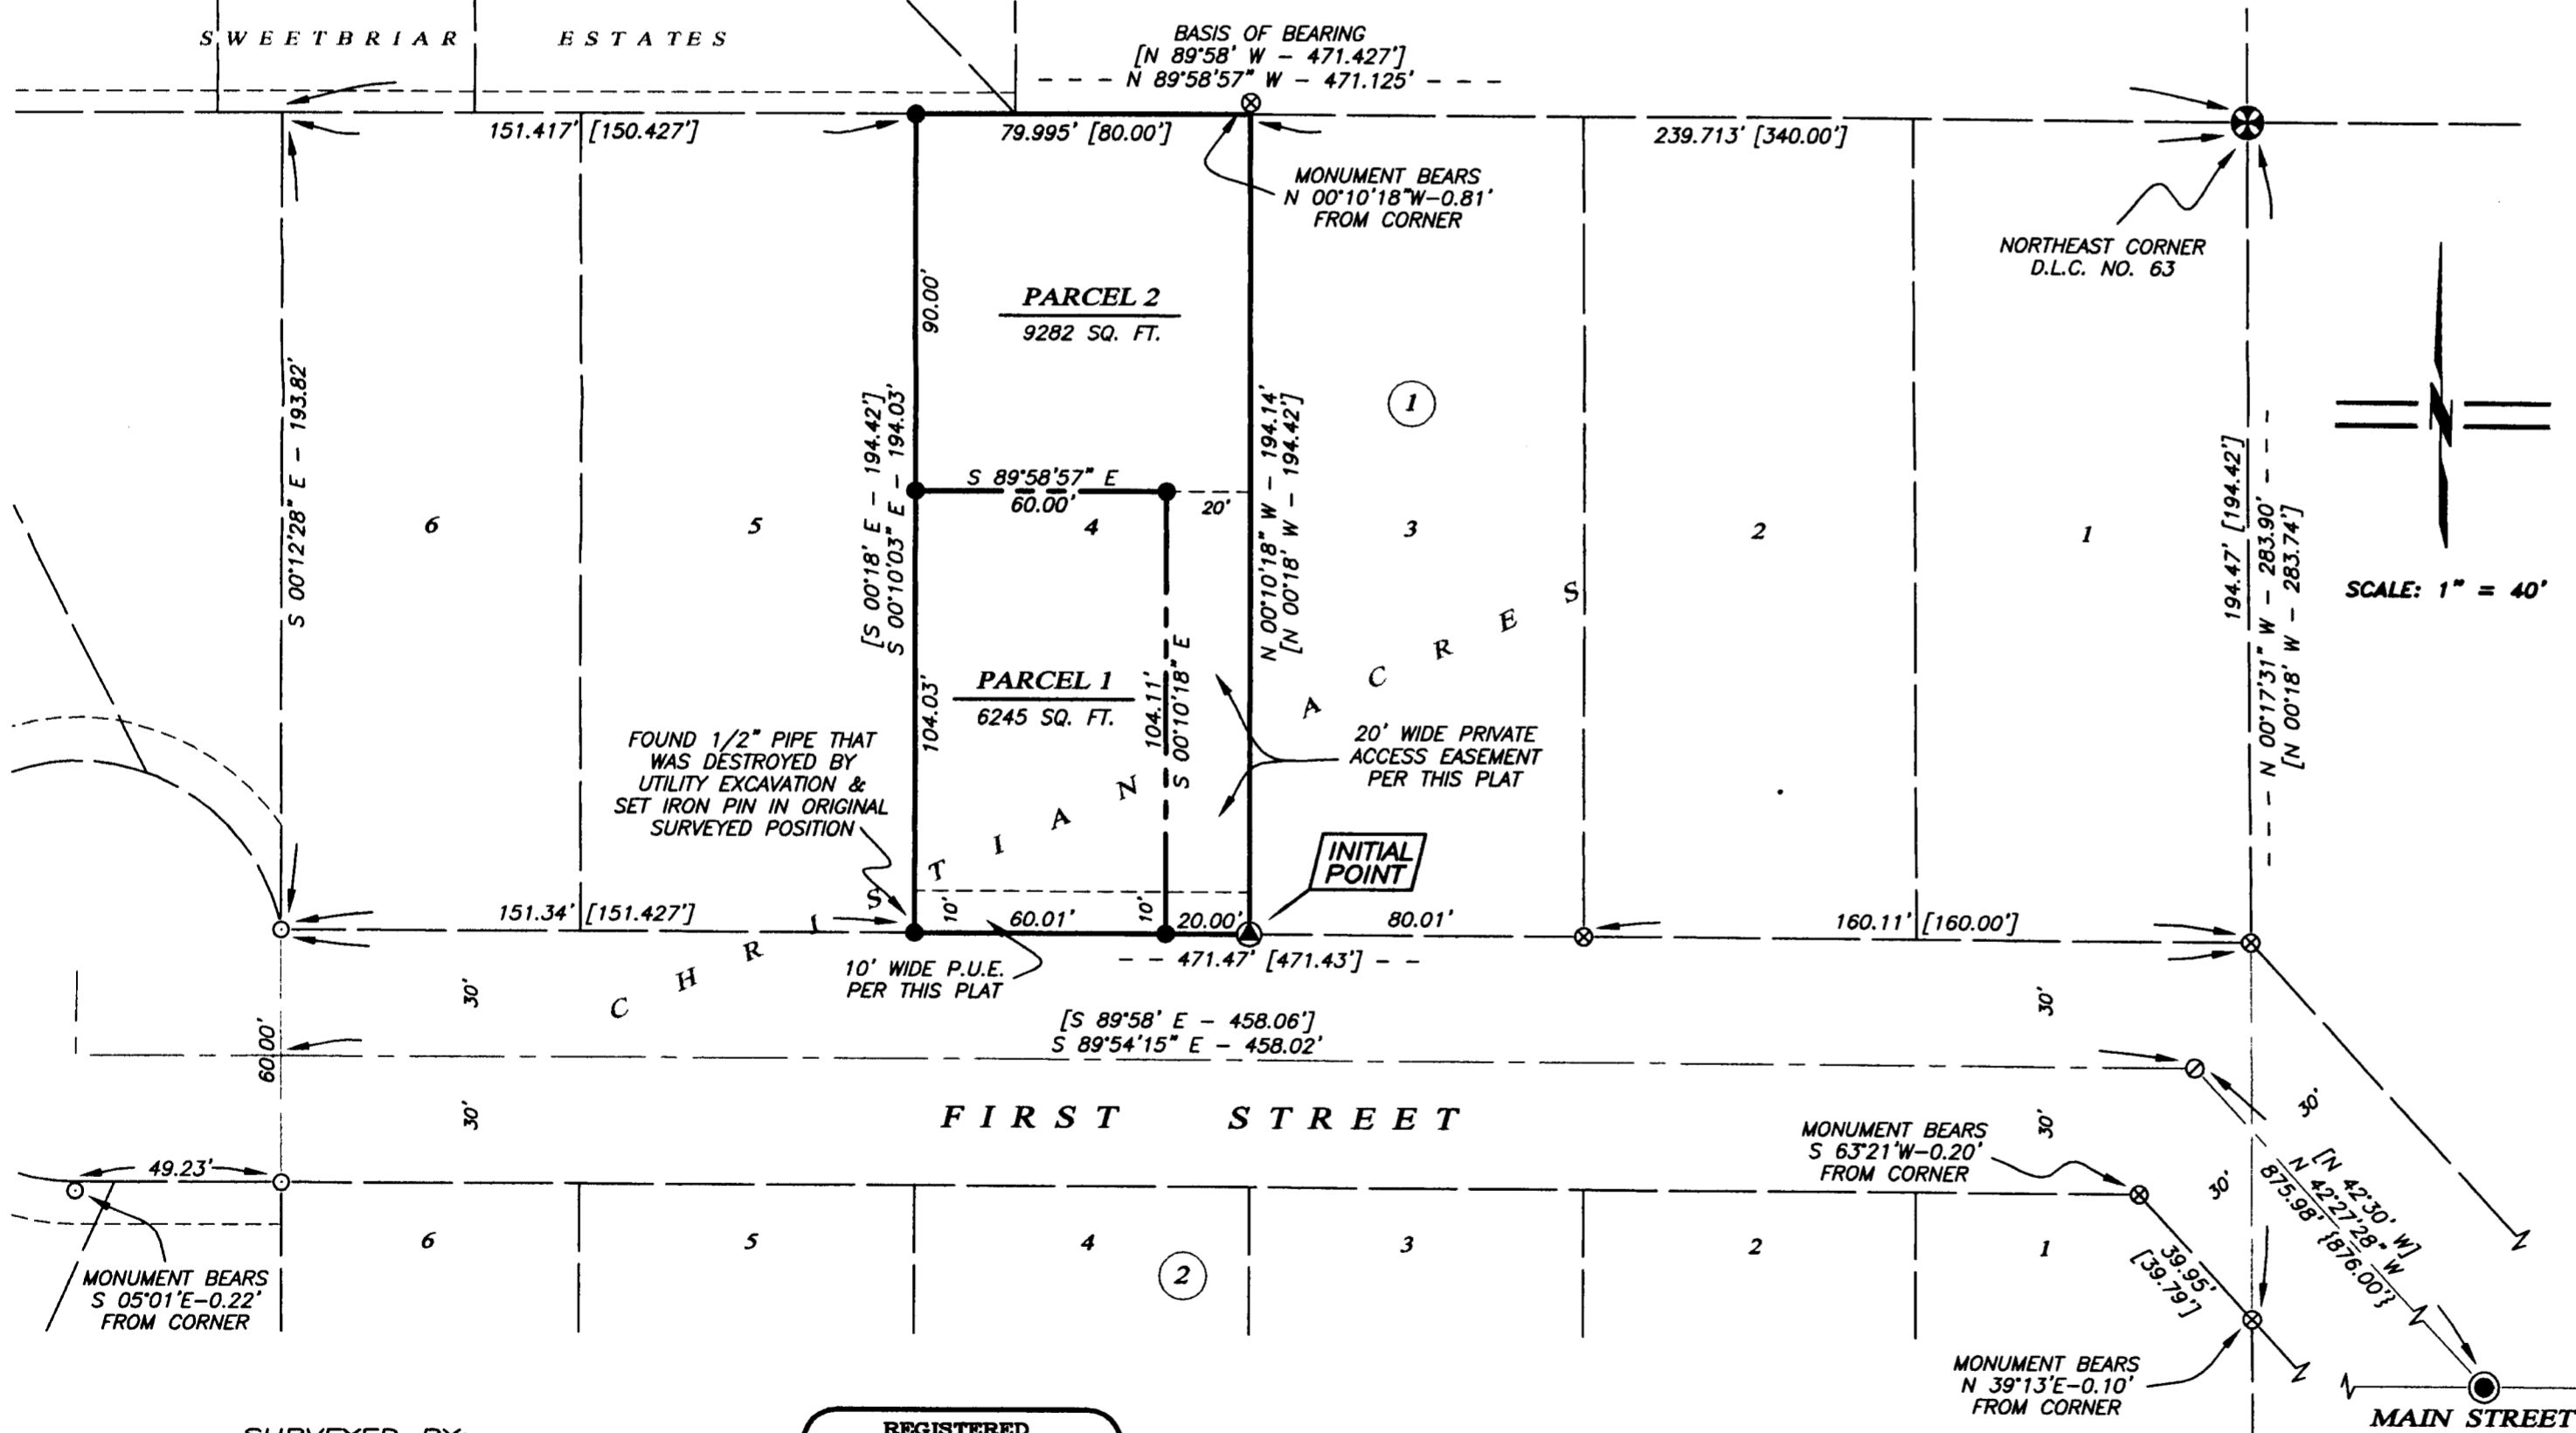 SWEETBRIAR ESTATES
BASIS OF BEARING
[N 89°58' W - 471.427']
- - - N 89°58'57" W - 471.125' - - -
151.417' [150.427']
79.995' [80.00']
239.713' [340.00']
MONUMENT BEARS
N 00°10'18"W-0.81'
FROM CORNER
NORTHEAST CORNER
D.L.C. NO. 63
90.00'
PARCEL 2
9282 SQ. FT.
1
S 00°12'28" E - 193.82'
[S 00°18' E - 194.42']
S 00°10'03" E - 194.03'
N 00°10'18" W - 194.14'
[N 00°18' W - 194.42']
194.47' [194.42']
- - - N 00°17'31" W - 283.90' - - - -
[N 00°18' W - 283.74']
N
SCALE: 1" = 40'
S 89°58'57" E
60.00'
20'
6
5
4
3
2
1
PARCEL 1
6245 SQ. FT.
104.03'
104.11'
S 00°10'18" E
20' WIDE PRIVATE
ACCESS EASEMENT
PER THIS PLAT
FOUND 1/2" PIPE THAT
WAS DESTROYED BY
UTILITY EXCAVATION &
SET IRON PIN IN ORIGINAL
SURVEYED POSITION
INITIAL
POINT
CHRISTIAN ACRES
151.34' [151.427']
10'
60.01'
10'
20.00'
80.01'
160.11' [160.00']
- - 471.47' [471.43'] - -
10' WIDE P.U.E.
PER THIS PLAT
60.00'
30'
30'
[S 89°58' E - 458.06']
S 89°54'15" E - 458.02'
30'
30'
30'
30'
FIRST STREET
49.23'
MONUMENT BEARS
S 05°01'E-0.22'
FROM CORNER
6
5
4
3
2
1
2
MONUMENT BEARS
S 63°21'W-0.20'
FROM CORNER
39.95'
[39.79']
[N 42°30' W]
N 42°27'28" W
875.98' {876.00'}
MONUMENT BEARS
N 39°13'E-0.10'
FROM CORNER
MAIN STREET
SURVEYED BY:
REGISTERED